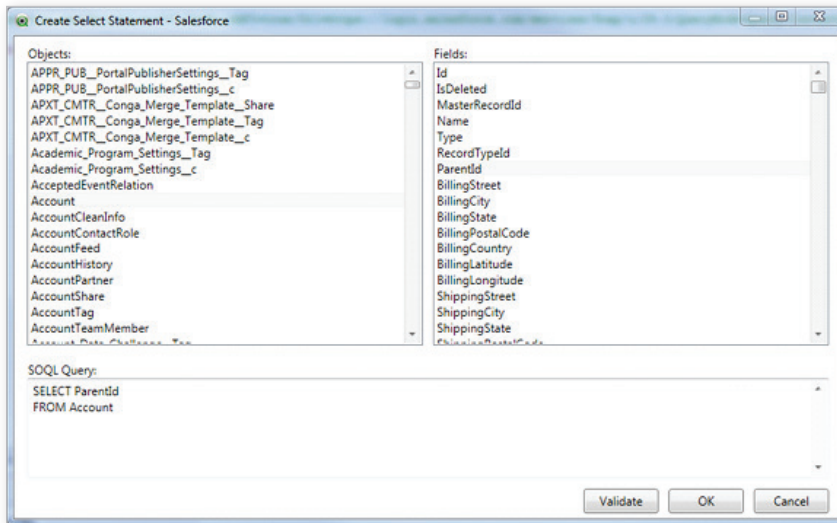 Create Select Statement - Salesforce
Objects:
APPR_PUB__PortalPublisherSettings__Tag
APPR_PUB__PortalPublisherSettings__c
APXT_CMTR__Conga_Merge_Template__Share
APXT_CMTR__Conga_Merge_Template__Tag
APXT_CMTR__Conga_Merge_Template__c
Academic_Program_Settings__Tag
Academic_Program_Settings__c
AcceptedEventRelation
Account
AccountCleanInfo
AccountContactRole
AccountFeed
AccountHistory
AccountPartner
AccountShare
AccountTag
AccountTeamMember
Fields:
Id
IsDeleted
MasterRecordId
Name
Type
RecordTypeId
ParentId
BillingStreet
BillingCity
BillingState
BillingPostalCode
BillingCountry
BillingLatitude
BillingLongitude
ShippingStreet
ShippingCity
ShippingState
ShippingPostalCode
SOQL Query:
SELECT ParentId
FROM Account
Validate
OK
Cancel